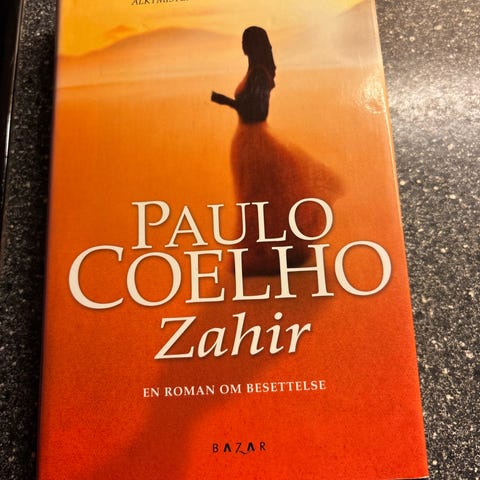 PAULO
COELHO
Zahir
EN ROMAN OM BESETTELSE
BAZAR